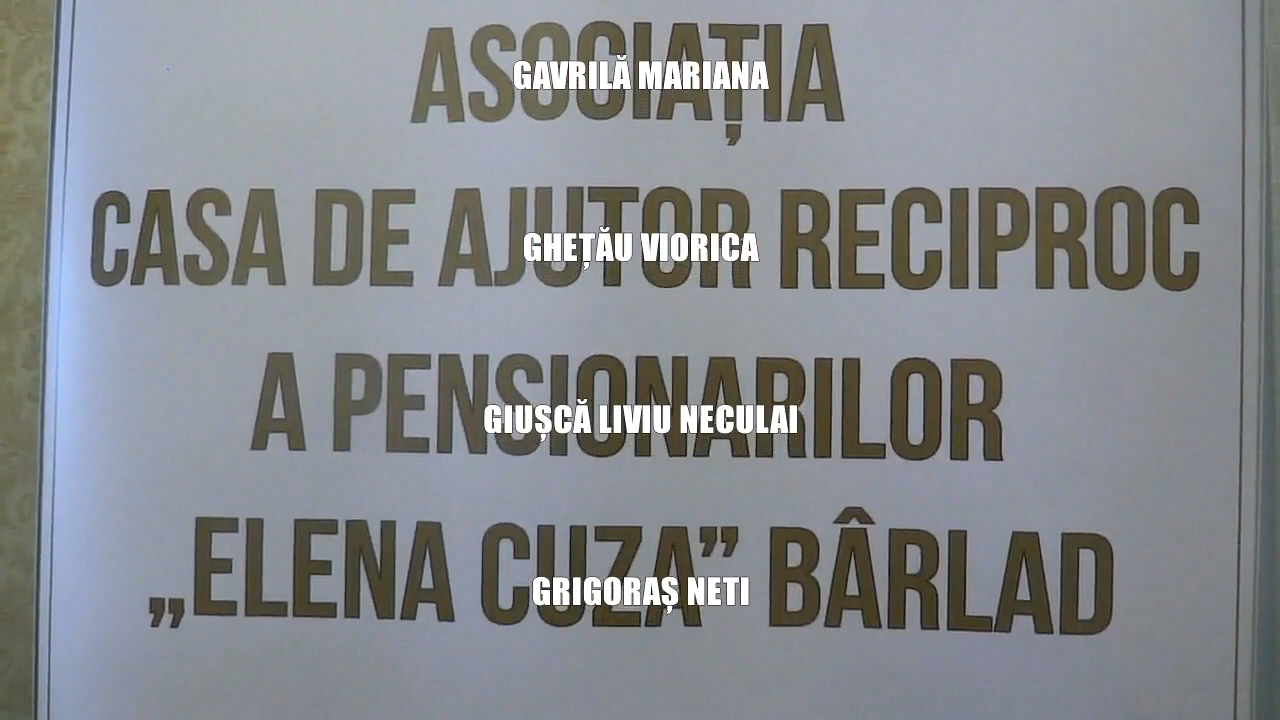 ASOCIAȚIA
GAVRILĂ MARIANA
CASA DE AJUTOR RECIPROC
GHEȚĂU VIORICA
A PENSIONARILOR
GIUȘCĂ LIVIU NECULAI
„ELENA CUZA” BÂRLAD
GRIGORAȘ NETI